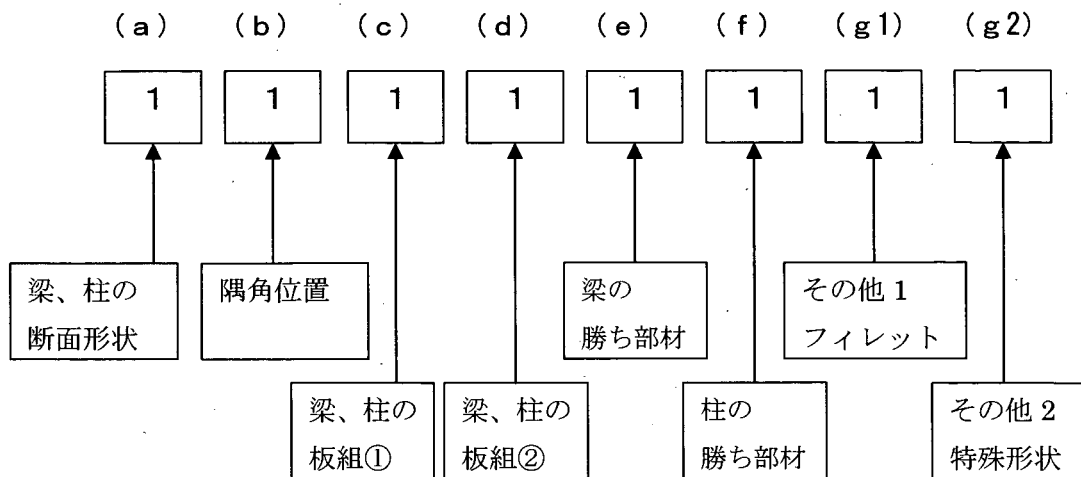 (a) (b) (c) (d) (e) (f) (g1) (g2)
1 1 1 1 1 1 1 1
梁、柱の
断面形状
隅角位置
梁の
勝ち部材
その他1
フィレット
梁、柱の
板組①
梁、柱の
板組②
柱の
勝ち部材
その他2
特殊形状